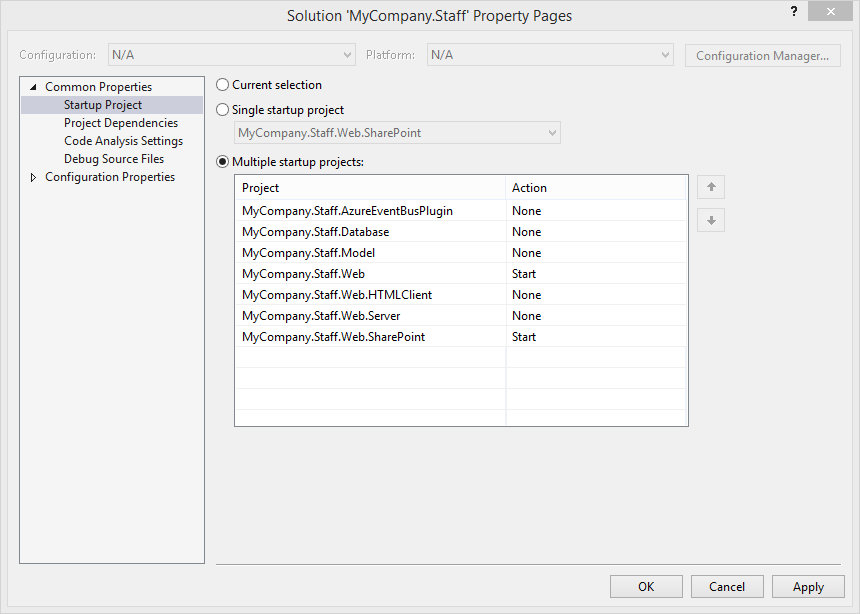 Solution 'MyCompany.Staff' Property Pages
?
Configuration: N/A Platform: N/A Configuration Manager...
Common Properties
Startup Project
Project Dependencies
Code Analysis Settings
Debug Source Files
Configuration Properties
Current selection
Single startup project
MyCompany.Staff.Web.SharePoint
Multiple startup projects:
Project Action
MyCompany.Staff.AzureEventBusPlugin None
MyCompany.Staff.Database None
MyCompany.Staff.Model None
MyCompany.Staff.Web Start
MyCompany.Staff.Web.HTMLClient None
MyCompany.Staff.Web.Server None
MyCompany.Staff.Web.SharePoint Start
OK Cancel Apply